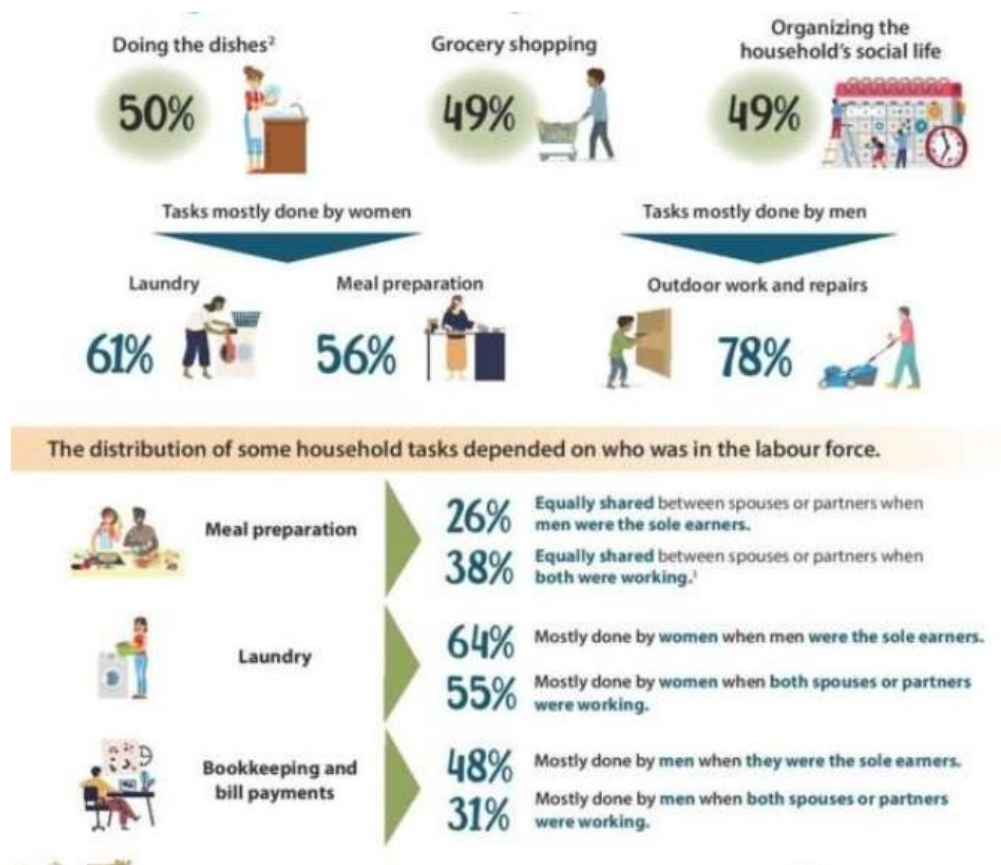 Doing the dishes²
50%
Grocery shopping
49%
Organizing the
household's social life
49%
Tasks mostly done by women
Laundry
61%
Meal preparation
56%
Tasks mostly done by men
Outdoor work and repairs
78%
The distribution of some household tasks depended on who was in the labour force.
Meal preparation
26% Equally shared between spouses or partners when
men were the sole earners.
38% Equally shared between spouses or partners when
both were working.¹
Laundry
64% Mostly done by women when men were the sole earners.
55% Mostly done by women when both spouses or partners
were working.
Bookkeeping and
bill payments
48% Mostly done by men when they were the sole earners.
31% Mostly done by men when both spouses or partners
were working.